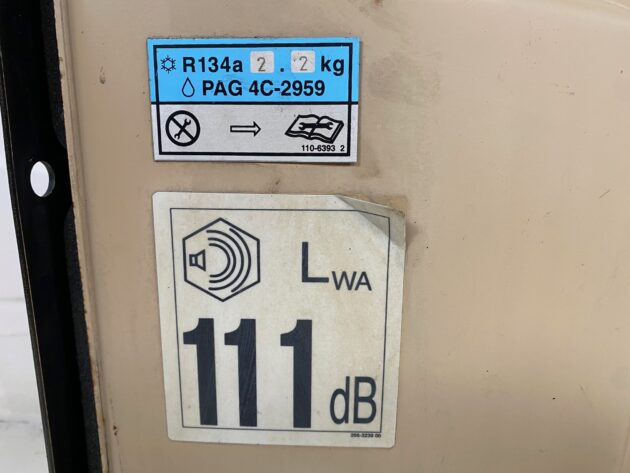 R134a 2.2 kg
PAG 4C-2959
110-6393 2
LWA
111 dB